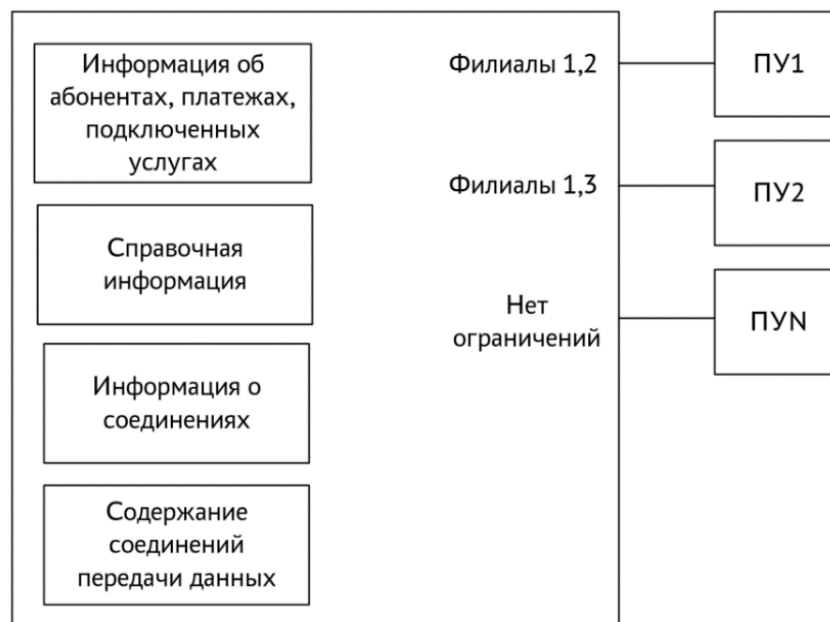 Информация об
абонентах, платежах,
подключенных
услугах
Справочная
информация
Информация о
соединениях
Содержание
соединений
передачи данных
Филиалы 1,2
Филиалы 1,3
Нет
ограничений
ПУ1
ПУ2
ПУN